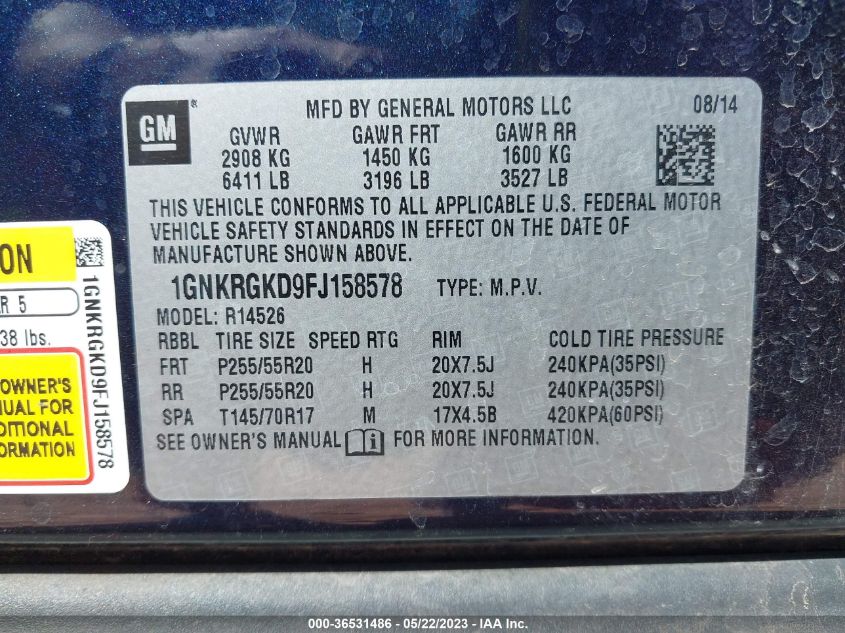 GM
®
MFD BY GENERAL MOTORS LLC 08/14
GVWR GAWR FRT GAWR RR
2908 KG 1450 KG 1600 KG
6411 LB 3196 LB 3527 LB
THIS VEHICLE CONFORMS TO ALL APPLICABLE U.S. FEDERAL MOTOR
VEHICLE SAFETY STANDARDS IN EFFECT ON THE DATE OF
MANUFACTURE SHOWN ABOVE.
1GNKRGKD9FJ158578 TYPE: M.P.V.
MODEL: R14526
RBBL TIRE SIZE SPEED RTG RIM COLD TIRE PRESSURE
FRT P255/55R20 H 20X7.5J 240KPA(35PSI)
RR P255/55R20 H 20X7.5J 240KPA(35PSI)
SPA T145/70R17 M 17X4.5B 420KPA(60PSI)
SEE OWNER'S MANUAL i FOR MORE INFORMATION.
ON
R 5
38 lbs.
OWNER'S
NUAL FOR
DITIONAL
ORMATION
1GNKRGKD9FJ158578
000-36531486 - 05/22/2023 - IAA Inc.